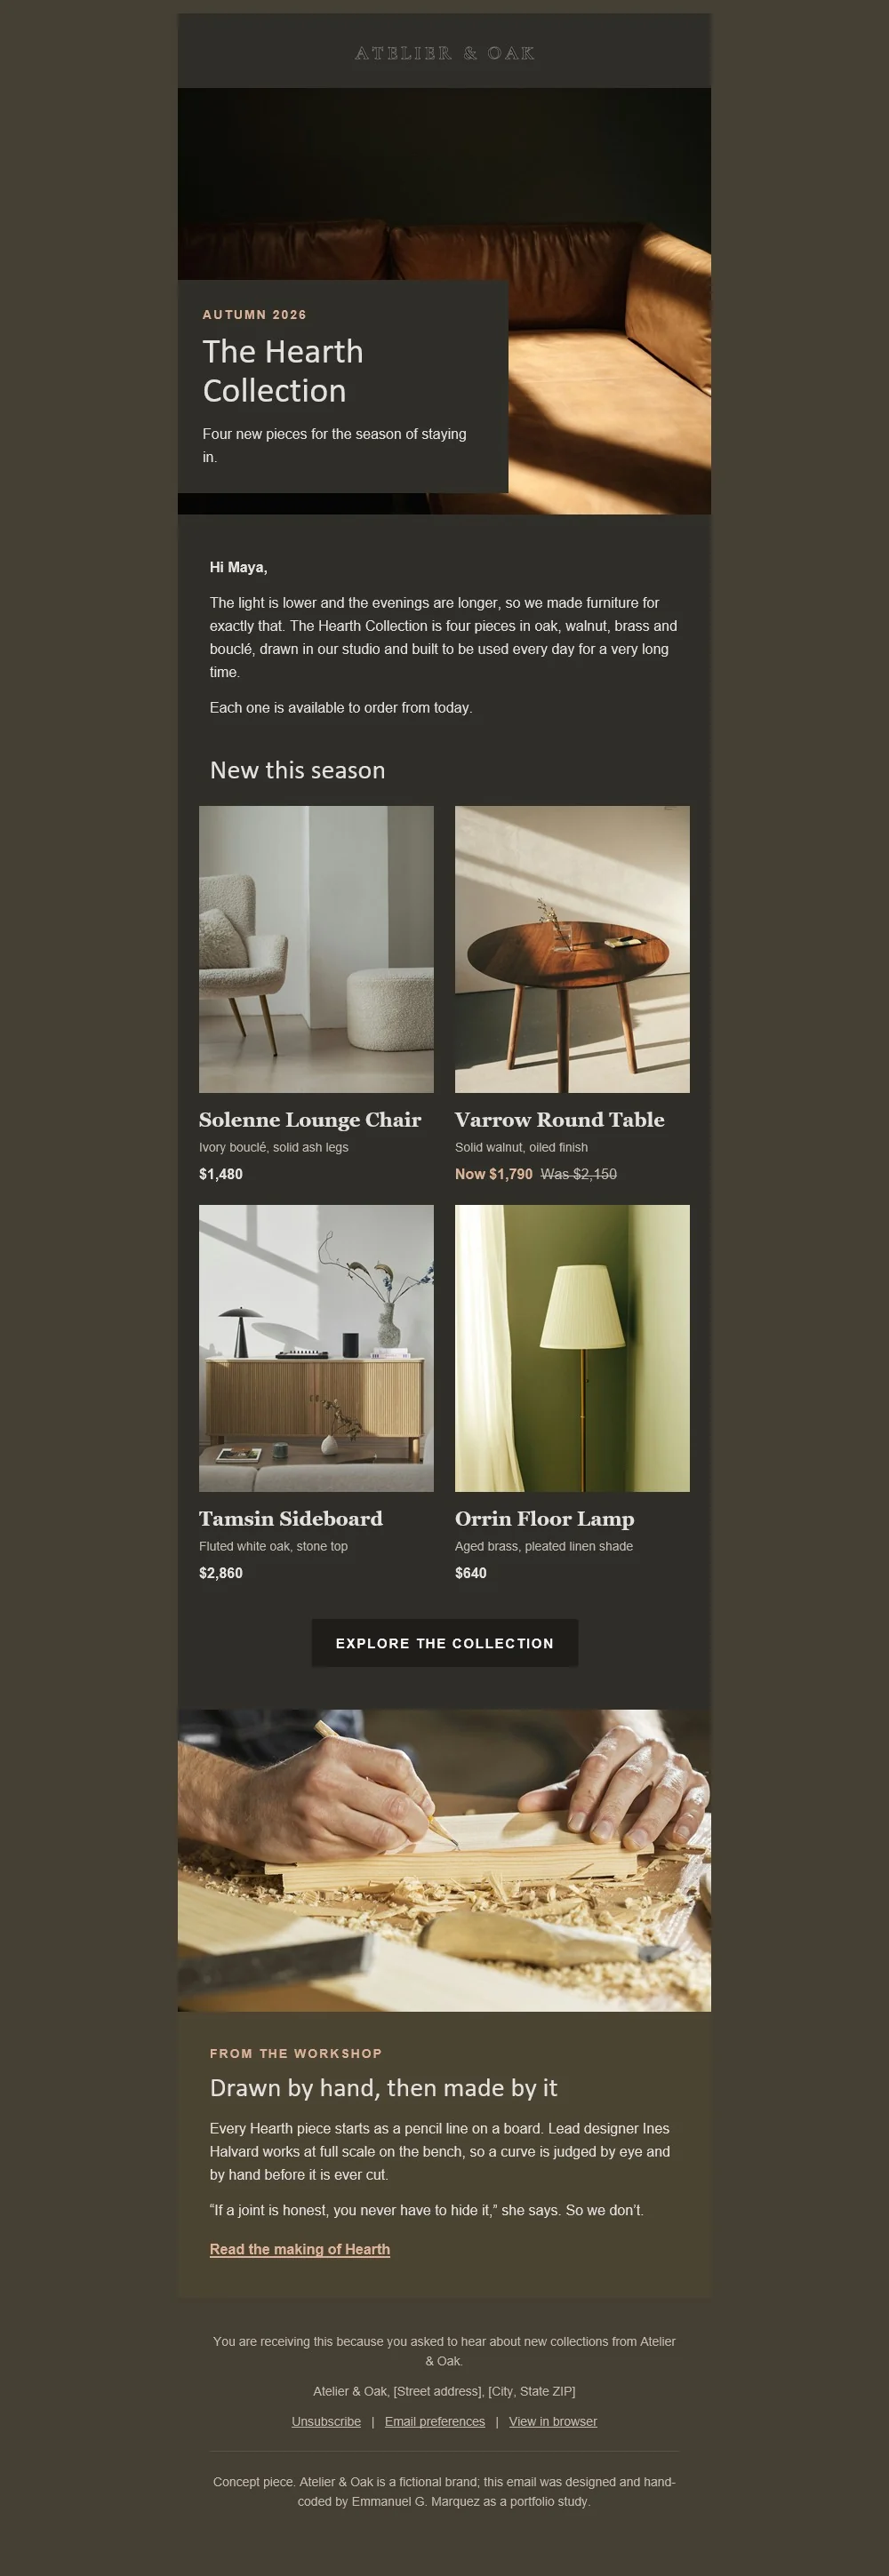 ATELIER & OAK
AUTUMN 2026
The Hearth
Collection
Four new pieces for the season of staying
in.
Hi Maya,
The light is lower and the evenings are longer, so we made furniture for
exactly that. The Hearth Collection is four pieces in oak, walnut, brass and
bouclé, drawn in our studio and built to be used every day for a very long
time.
Each one is available to order from today.
New this season
Solenne Lounge Chair
Ivory bouclé, solid ash legs
$1,480
Varrow Round Table
Solid walnut, oiled finish
Now $1,790 Was $2,150
Tamsin Sideboard
Fluted white oak, stone top
$2,860
Orrin Floor Lamp
Aged brass, pleated linen shade
$640
EXPLORE THE COLLECTION
FROM THE WORKSHOP
Drawn by hand, then made by it
Every Hearth piece starts as a pencil line on a board. Lead designer Ines
Halvard works at full scale on the bench, so a curve is judged by eye and
by hand before it is ever cut.
“If a joint is honest, you never have to hide it,” she says. So we don’t.
Read the making of Hearth
You are receiving this because you asked to hear about new collections from Atelier
& Oak.
Atelier & Oak, [Street address], [City, State ZIP]
Unsubscribe | Email preferences | View in browser
Concept piece. Atelier & Oak is a fictional brand; this email was designed and hand-
coded by Emmanuel G. Marquez as a portfolio study.